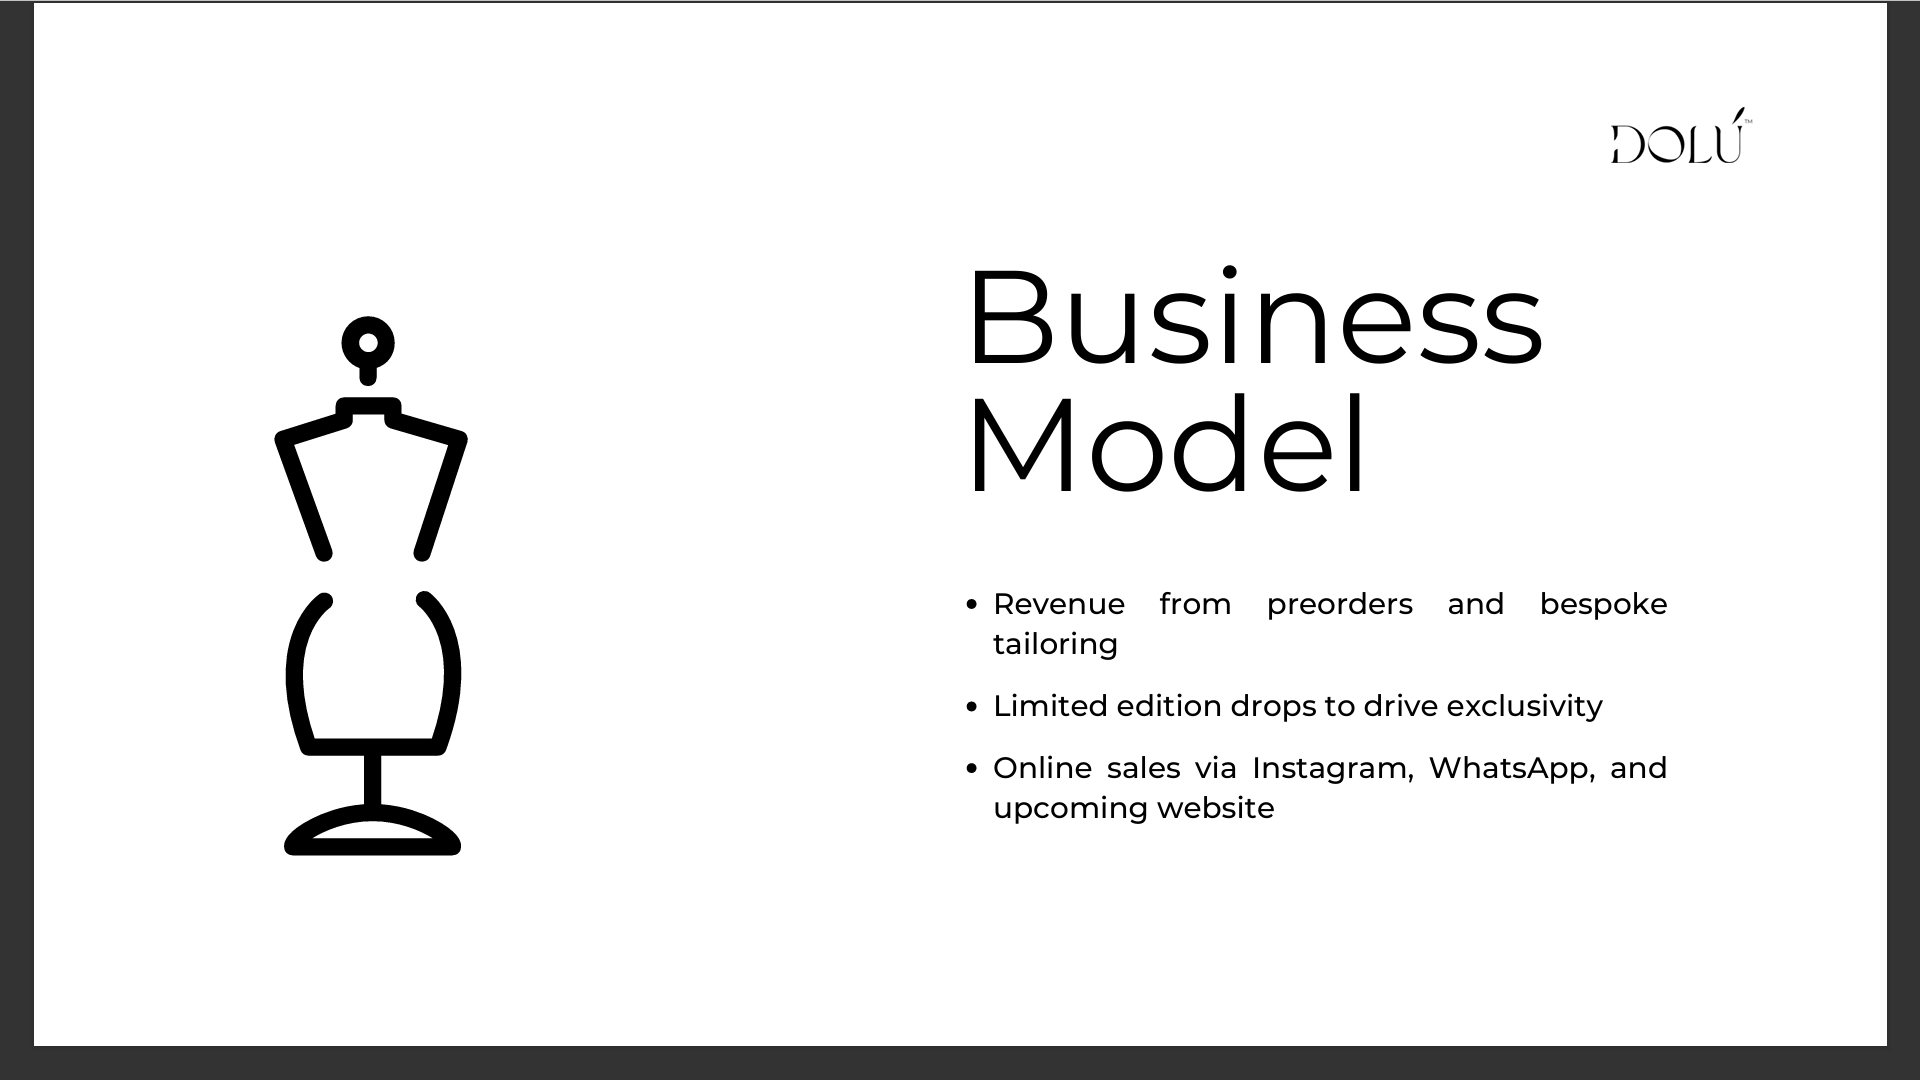 DOLÚ™
Business
Model
• Revenue from preorders and bespoke
tailoring
• Limited edition drops to drive exclusivity
• Online sales via Instagram, WhatsApp, and
upcoming website